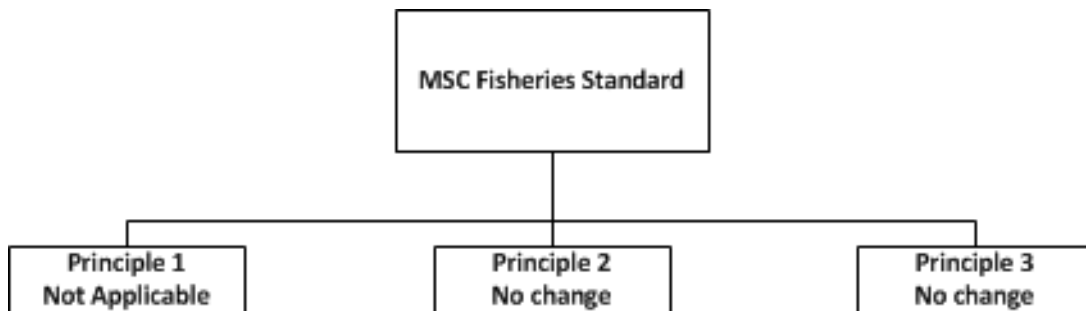 MSC Fisheries Standard
Principle 1
Not Applicable
Principle 2
No change
Principle 3
No change